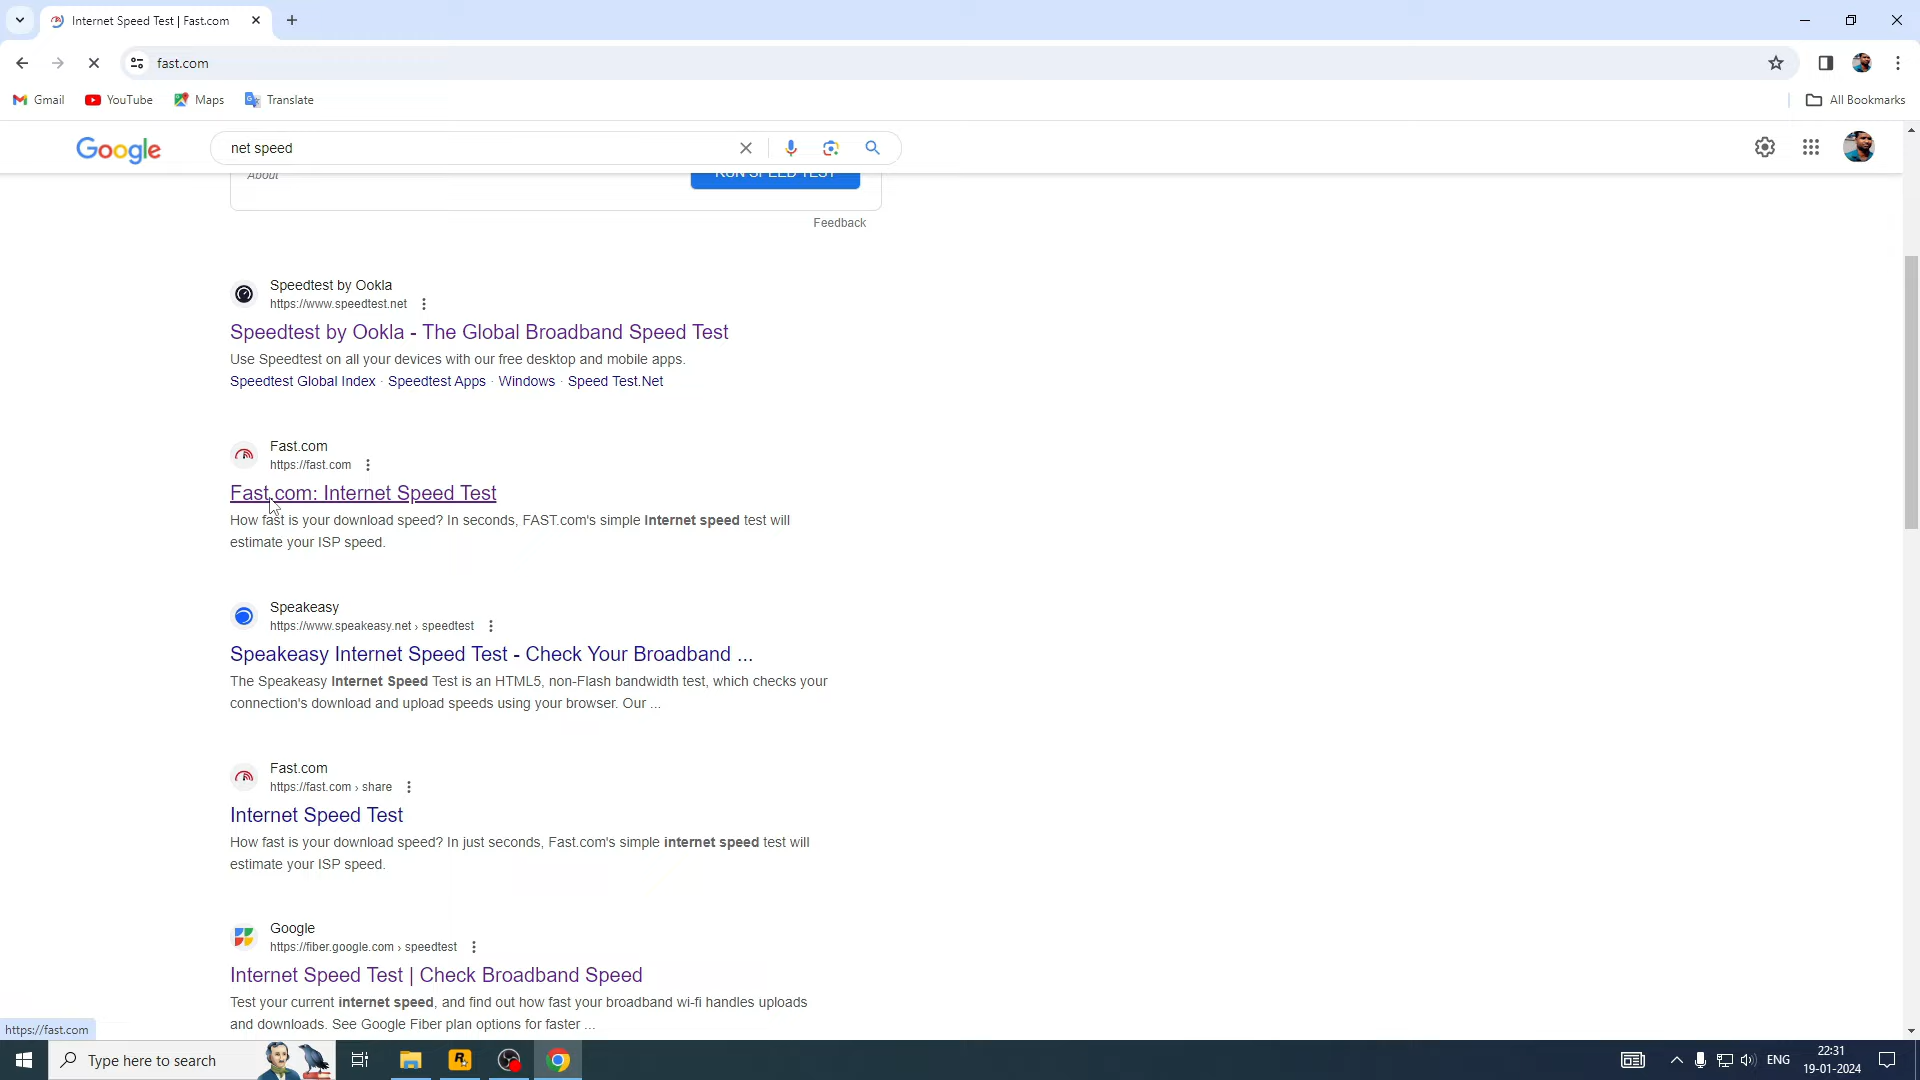 Internet Speed Test | Fast.com
fast.com
Gmail
YouTube
Maps
Translate
All Bookmarks
Google
net speed
About
RUN SPEED TEST
Feedback
Speedtest by Ookla
https://www.speedtest.net
Speedtest by Ookla - The Global Broadband Speed Test
Use Speedtest on all your devices with our free desktop and mobile apps.
Speedtest Global Index · Speedtest Apps · Windows · Speed Test.Net
Fast.com
https://fast.com
Fast.com: Internet Speed Test
How fast is your download speed? In seconds, FAST.com's simple Internet speed test will
estimate your ISP speed.
Speakeasy
https://www.speakeasy.net › speedtest
Speakeasy Internet Speed Test - Check Your Broadband ...
The Speakeasy Internet Speed Test is an HTML5, non-Flash bandwidth test, which checks your
connection's download and upload speeds using your browser. Our ...
Fast.com
https://fast.com › share
Internet Speed Test
How fast is your download speed? In just seconds, Fast.com's simple internet speed test will
estimate your ISP speed.
Google
https://fiber.google.com › speedtest
Internet Speed Test | Check Broadband Speed
Test your current internet speed, and find out how fast your broadband wi-fi handles uploads
and downloads. See Google Fiber plan options for faster ...
https://fast.com
Type here to search
ENG
22:31
19-01-2024